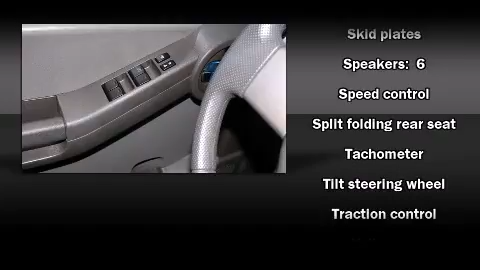 Skid plates
Speakers:  6
Speed control
Split folding rear seat
Tachometer
Tilt steering wheel
Traction control